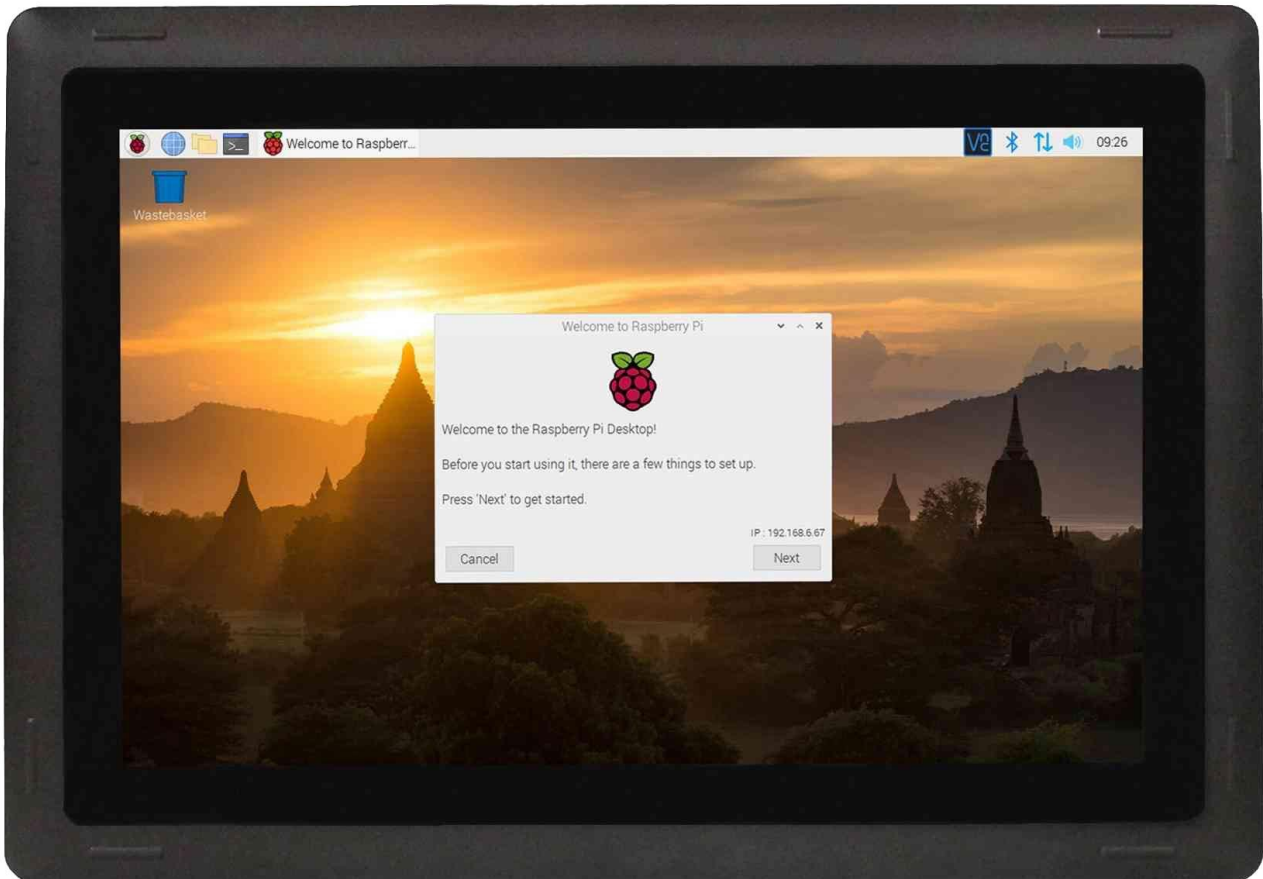 >_
Welcome to Raspberr...
V2
09:26
Wastebasket
Welcome to Raspberry Pi
Welcome to the Raspberry Pi Desktop!
Before you start using it, there are a few things to set up.
Press 'Next' to get started.
IP : 192.168.6.67
Cancel
Next